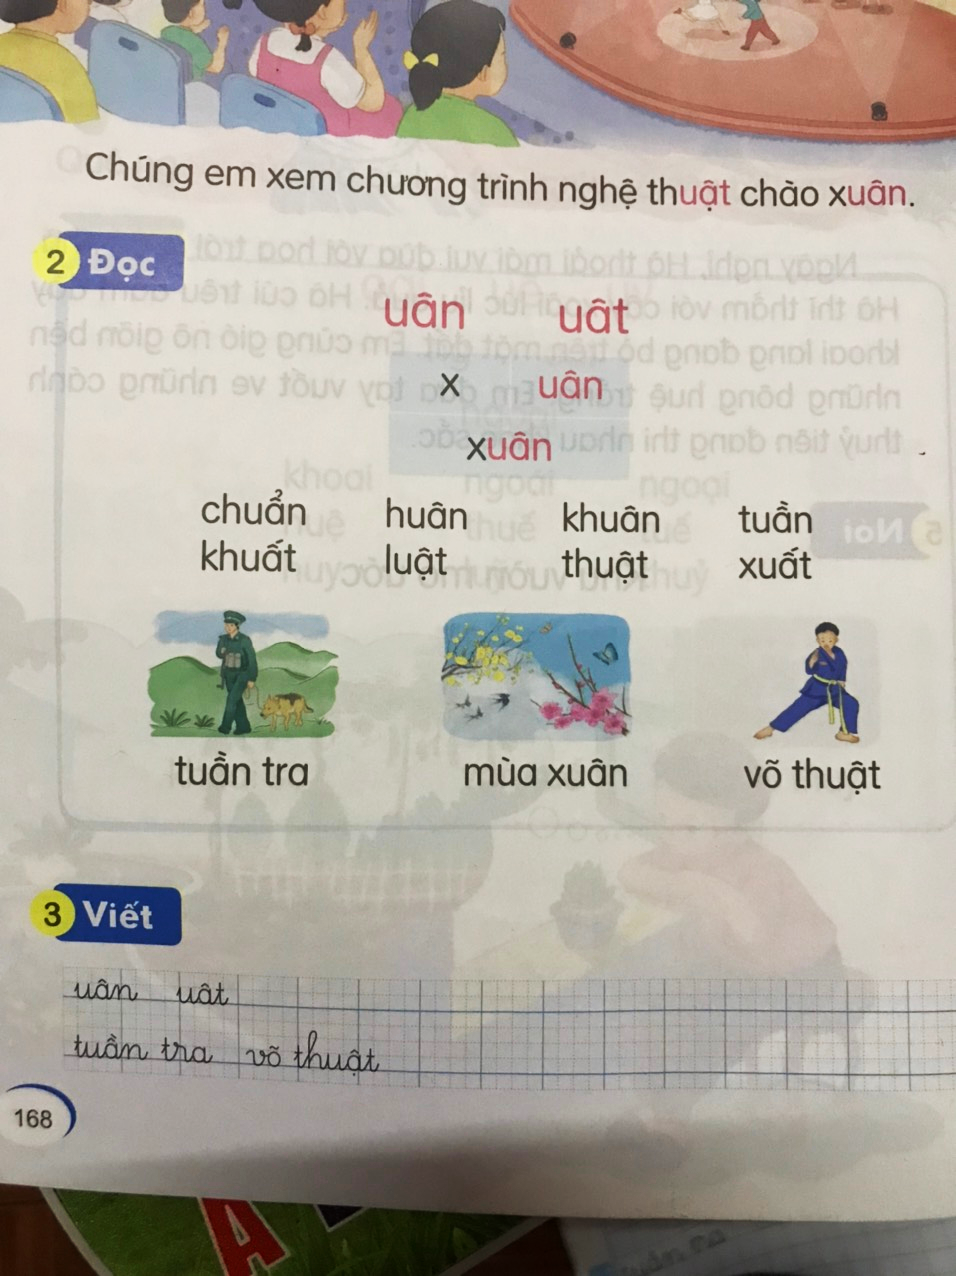 Chúng em xem chương trình nghệ thuật chào xuân.
2 Đọc
uân uât
x uân
xuân
chuẩn huân khuân tuần
khuất luật thuật xuất
tuần tra mùa xuân võ thuật
3 Viết
uân uât
tuần tra võ thuật
168
A